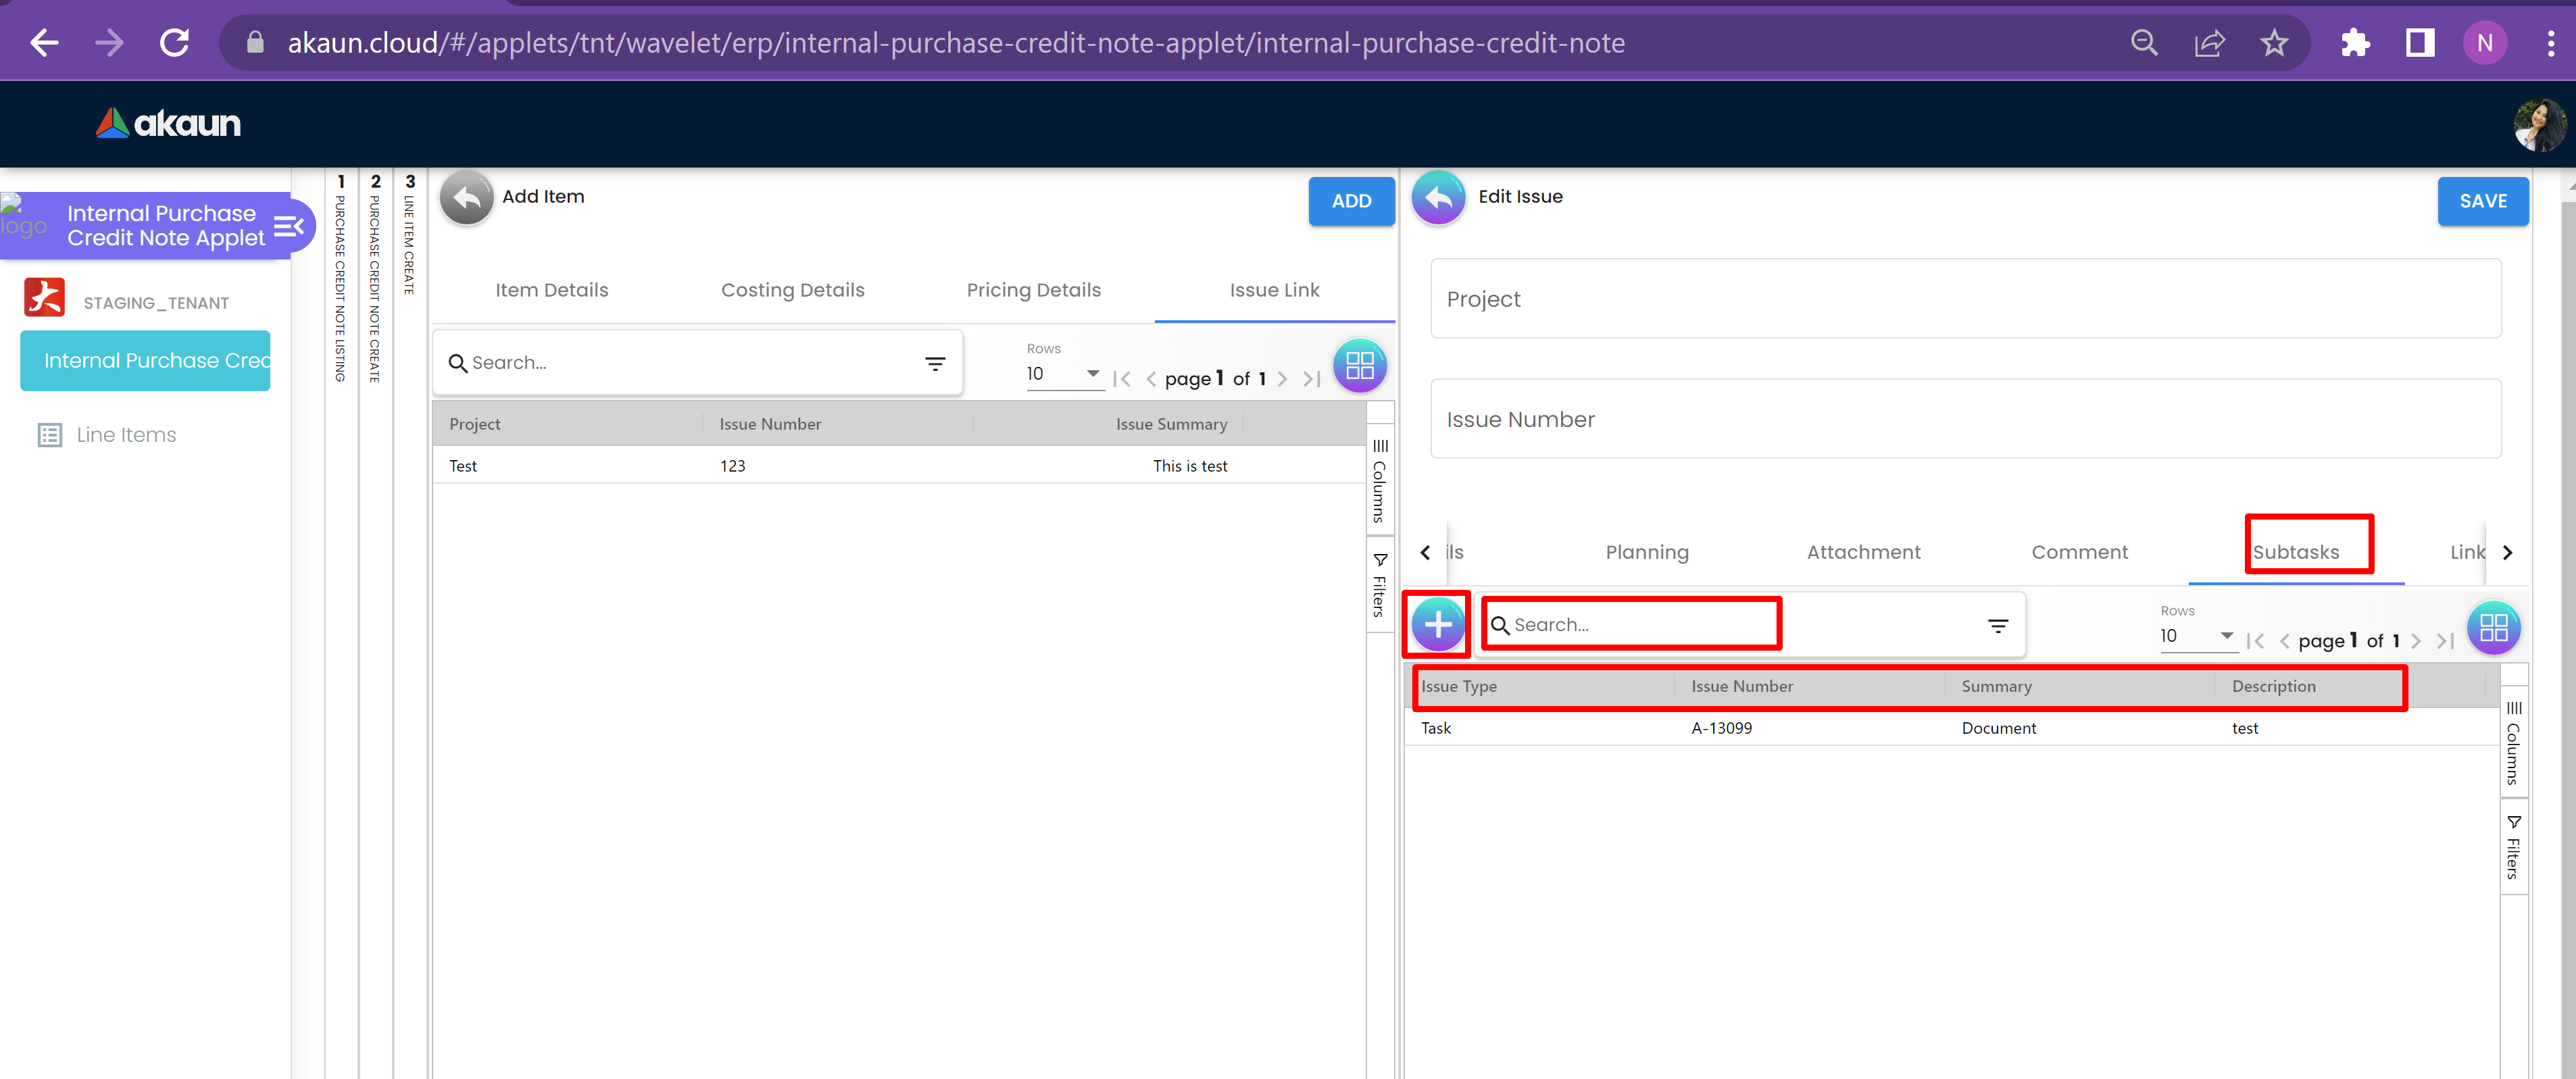 akaun.cloud/#/applets/tnt/wavelet/erp/internal-purchase-credit-note-applet/internal-purchase-credit-note
N
akaun
logo
Internal Purchase
Credit Note Applet
STAGING_TENANT
Internal Purchase Cred
Line Items
1 PURCHASE CREDIT NOTE LISTING
2 PURCHASE CREDIT NOTE CREATE
3 LINE ITEM CREATE
Add Item
ADD
Item Details
Costing Details
Pricing Details
Issue Link
Search...
Rows
10
page 1 of 1
Project
Issue Number
Issue Summary
Test
123
This is test
Columns
Filters
Edit Issue
SAVE
Project
Issue Number
ils
Planning
Attachment
Comment
Subtasks
Link
Search...
Rows
10
page 1 of 1
Issue Type
Issue Number
Summary
Description
Task
A-13099
Document
test
Columns
Filters